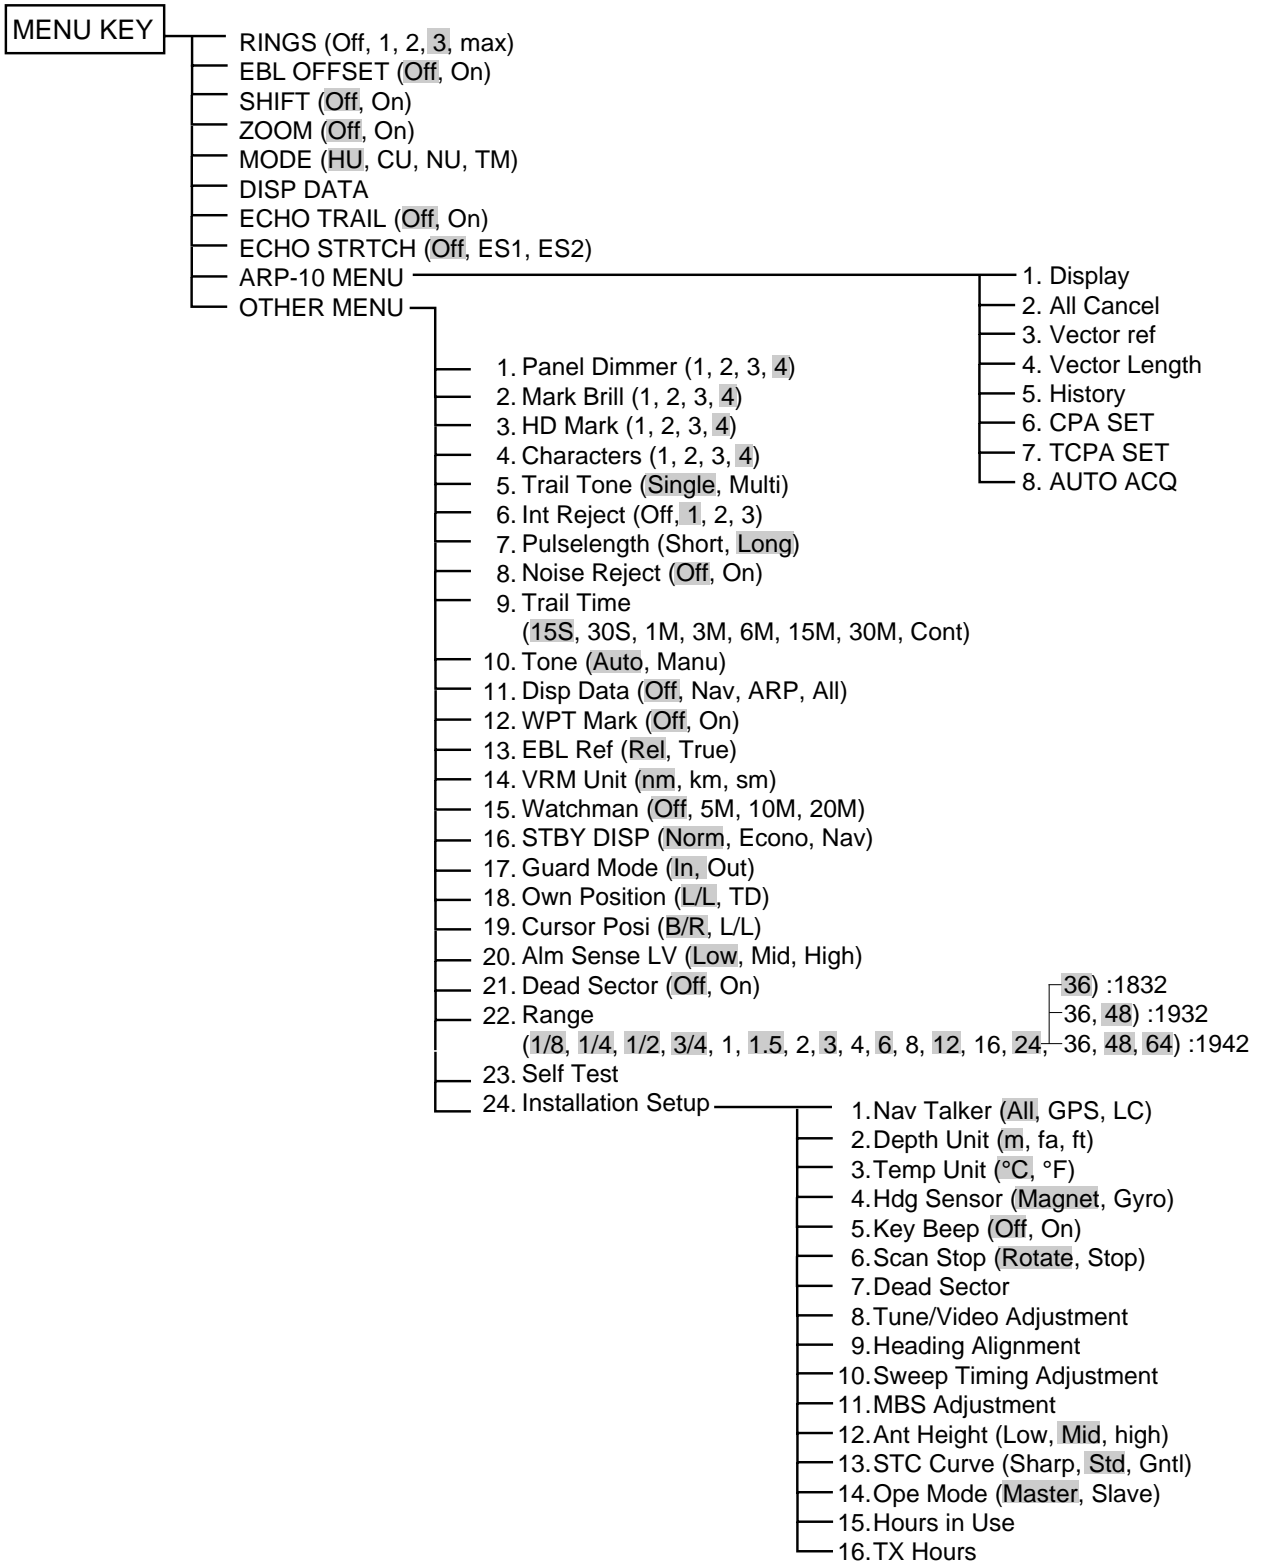 MENU KEY
RINGS (Off, 1, 2, 3, max)
EBL OFFSET (Off, On)
SHIFT (Off, On)
ZOOM (Off, On)
MODE (HU, CU, NU, TM)
DISP DATA
ECHO TRAIL (Off, On)
ECHO STRTCH (Off, ES1, ES2)
ARP-10 MENU
OTHER MENU
1. Display
2. All Cancel
3. Vector ref
4. Vector Length
5. History
6. CPA SET
7. TCPA SET
8. AUTO ACQ
1. Panel Dimmer (1, 2, 3, 4)
2. Mark Brill (1, 2, 3, 4)
3. HD Mark (1, 2, 3, 4)
4. Characters (1, 2, 3, 4)
5. Trail Tone (Single, Multi)
6. Int Reject (Off, 1, 2, 3)
7. Pulselength (Short, Long)
8. Noise Reject (Off, On)
9. Trail Time
(15S, 30S, 1M, 3M, 6M, 15M, 30M, Cont)
10. Tone (Auto, Manu)
11. Disp Data (Off, Nav, ARP, All)
12. WPT Mark (Off, On)
13. EBL Ref (Rel, True)
14. VRM Unit (nm, km, sm)
15. Watchman (Off, 5M, 10M, 20M)
16. STBY DISP (Norm, Econo, Nav)
17. Guard Mode (In, Out)
18. Own Position (L/L, TD)
19. Cursor Posi (B/R, L/L)
20. Alm Sense LV (Low, Mid, High)
21. Dead Sector (Off, On)
22. Range
36) :1832
36, 48) :1932
(1/8, 1/4, 1/2, 3/4, 1, 1.5, 2, 3, 4, 6, 8, 12, 16, 24, 36, 48, 64) :1942
23. Self Test
24. Installation Setup
1.Nav Talker (All, GPS, LC)
2.Depth Unit (m, fa, ft)
3.Temp Unit (°C, °F)
4.Hdg Sensor (Magnet, Gyro)
5.Key Beep (Off, On)
6.Scan Stop (Rotate, Stop)
7.Dead Sector
8.Tune/Video Adjustment
9.Heading Alignment
10.Sweep Timing Adjustment
11.MBS Adjustment
12.Ant Height (Low, Mid, high)
13.STC Curve (Sharp, Std, Gntl)
14.Ope Mode (Master, Slave)
15.Hours in Use
16.TX Hours